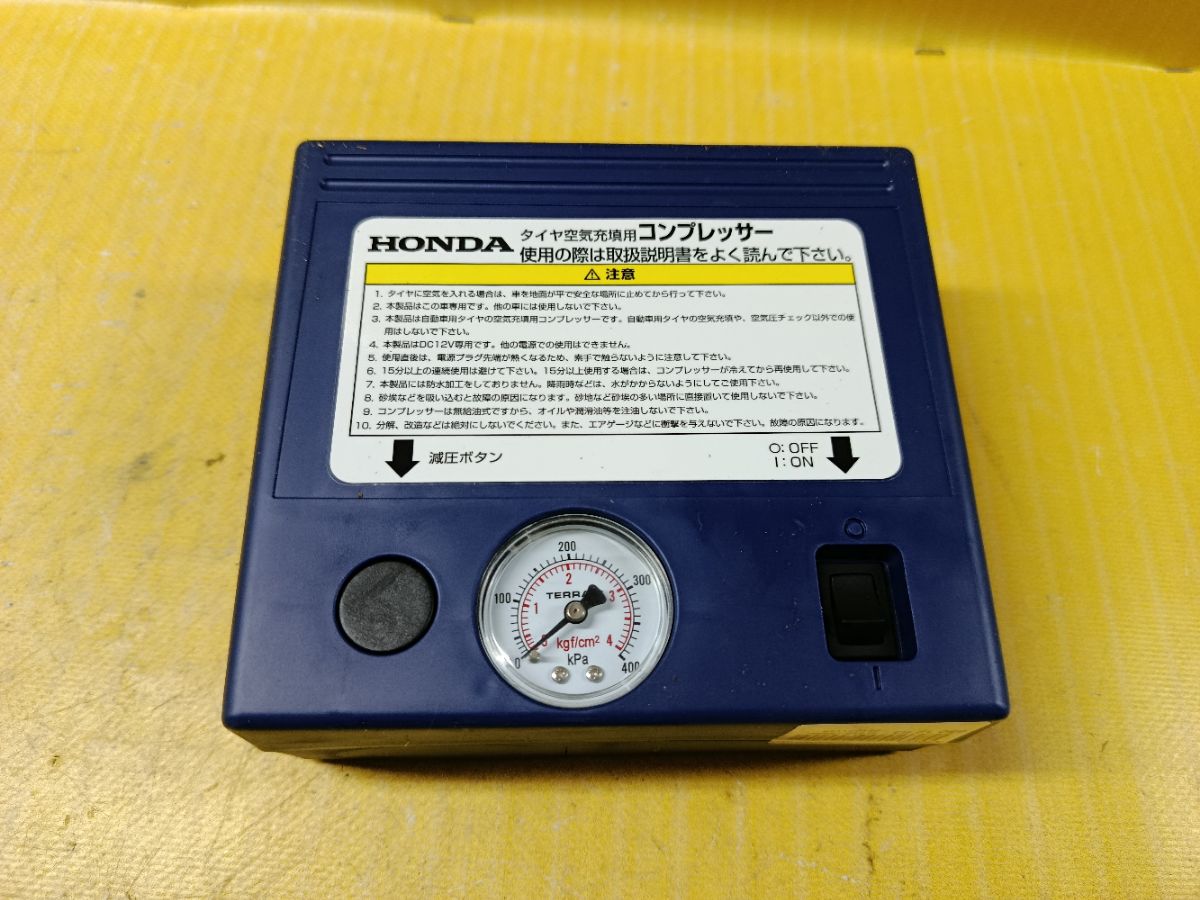 HONDA
タイヤ空気充填用コンプレッサー
使用の際は取扱説明書をよく読んで下さい。
⚠ 注意
1. タイヤに空気を入れる場合は、車を地面が平で安全な場所に止めてから行って下さい。
2. 本製品はこの車専用です。他の車には使用しないで下さい。
3. 本製品は自動車用タイヤの空気充填用コンプレッサーです。自動車用タイヤの空気充填や、空気圧チェック以外での使
用はしないで下さい。
4. 本製品はDC12V専用です。他の電源での使用はできません。
5. 使用直後は、電源プラグ先端が熱くなるため、素手で触らないように注意して下さい。
6. 15分以上の連続使用は避けて下さい。15分以上使用する場合は、コンプレッサーが冷えてから再使用して下さい。
7. 本製品には防水加工をしておりません。降雨時などは、水がかからないようにしてご使用下さい。
8. 砂埃などを吸い込むと故障の原因になります。砂地など砂埃の多い場所に直接置いて使用しないで下さい。
9. コンプレッサーは無給油式ですから、オイルや潤滑油等を注油しないで下さい。
10. 分解、改造などは絶対にしないでください。また、エアゲージなどに衝撃を与えないで下さい。故障の原因になります。
減圧ボタン
O: OFF
I: ON
200
100
300
2
1
3
4
0
400
kgf/cm²
kPa
O
I